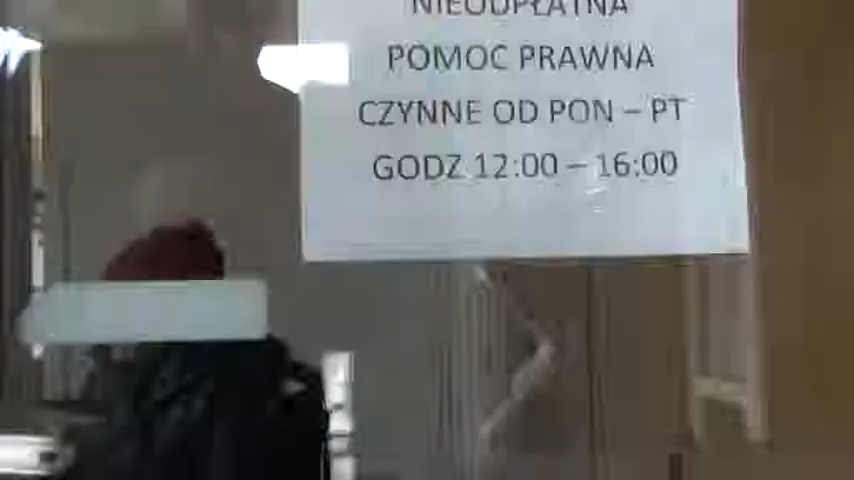 NIEODPŁATNA
POMOC PRAWNA
CZYNNE OD PON – PT
GODZ 12:00 – 16:00